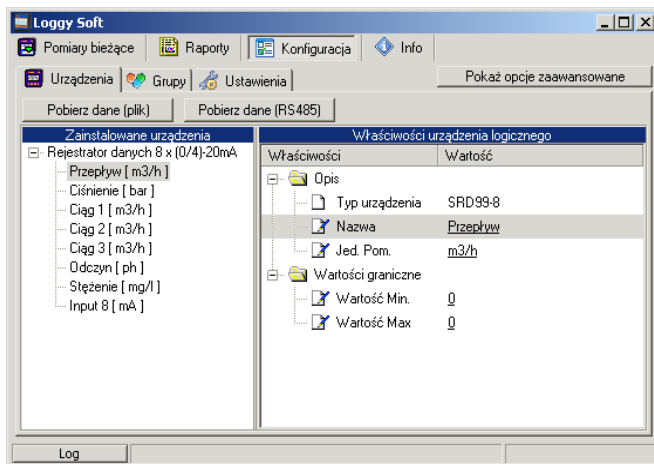 Loggy Soft
Pomiary bieżące Raporty Konfiguracja Info
Urządzenia Grupy Ustawienia Pokaż opcje zaawansowane
Pobierz dane (plik) Pobierz dane (RS485)
Zainstalowane urządzenia
Rejestrator danych 8 x (0/4)-20mA
Przepływ [ m3/h ]
Ciśnienie [ bar ]
Ciąg 1 [ m3/h ]
Ciąg 2 [ m3/h ]
Ciąg 3 [ m3/h ]
Odczyn [ ph ]
Stężenie [ mg/l ]
Input 8 [ mA ]
Właściwości urządzenia logicznego
Właściwości Wartość
Opis
Typ urządzenia SRD99-8
Nazwa Przepływ
Jed. Pom. m3/h
Wartości graniczne
Wartość Min. 0
Wartość Max 0
Log